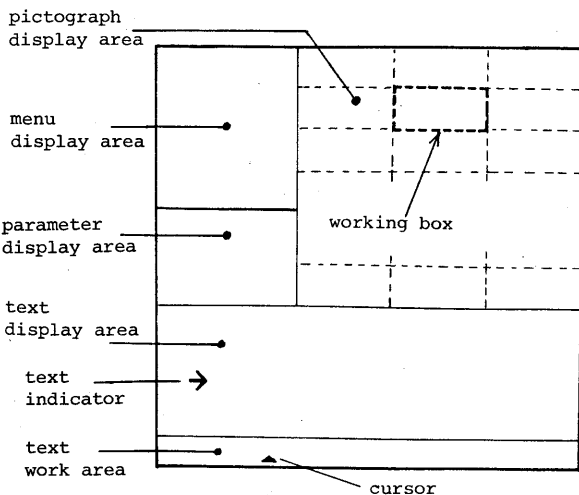 pictograph
display area
menu
display area
working box
parameter
display area
text
display area
text
indicator
text
work area
cursor